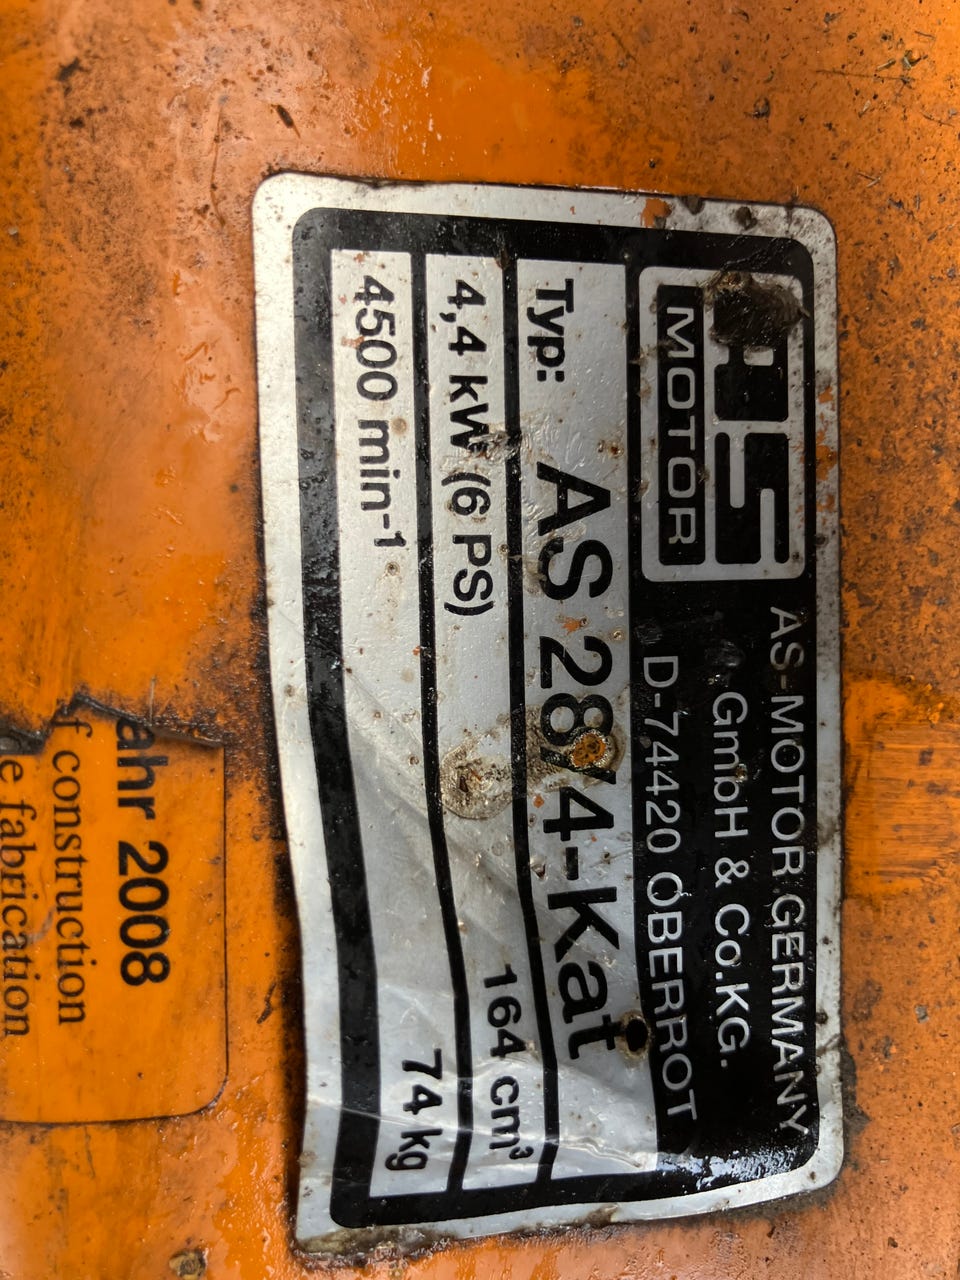 AS
MOTOR
AS-MOTOR GERMANY
GmbH & Co.KG.
D-74420 OBERROT
Typ: AS 28/4-Kat
4,4 kW (6 PS) 164 cm³
4500 min⁻¹ 74 kg
ahr 2008
f construction
e fabrication